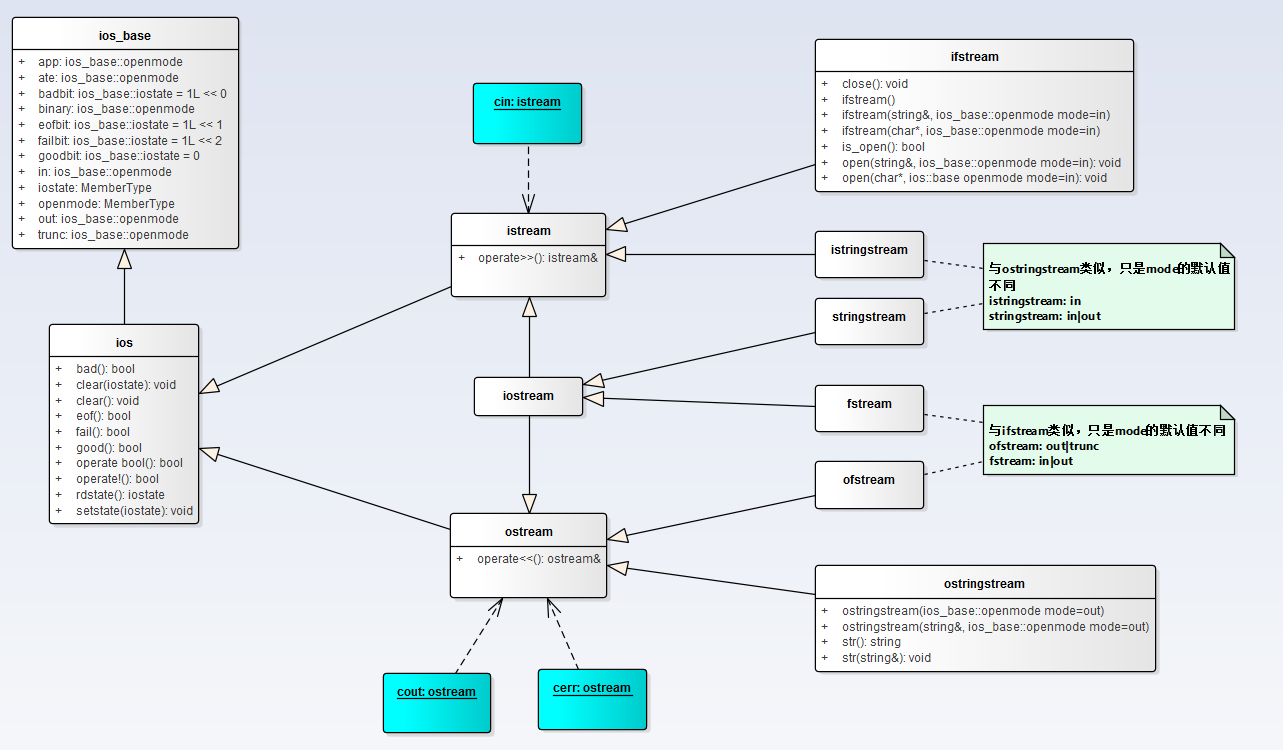 ios_base
+ app: ios_base::openmode
+ ate: ios_base::openmode
+ badbit: ios_base::iostate = 1L << 0
+ binary: ios_base::openmode
+ eofbit: ios_base::iostate = 1L << 1
+ failbit: ios_base::iostate = 1L << 2
+ goodbit: ios_base::iostate = 0
+ in: ios_base::openmode
+ iostate: MemberType
+ openmode: MemberType
+ out: ios_base::openmode
+ trunc: ios_base::openmode
ios
+ bad(): bool
+ clear(iostate): void
+ clear(): void
+ eof(): bool
+ fail(): bool
+ good(): bool
+ operate bool(): bool
+ operate!(): bool
+ rdstate(): iostate
+ setstate(iostate): void
cin: istream
istream
+ operate>>(): istream&
iostream
ostream
+ operate<<(): ostream&
cout: ostream
cerr: ostream
ifstream
+ close(): void
+ ifstream()
+ ifstream(string&, ios_base::openmode mode=in)
+ ifstream(char*, ios_base::openmode mode=in)
+ is_open(): bool
+ open(string&, ios_base::openmode mode=in): void
+ open(char*, ios::base openmode mode=in): void
istringstream
stringstream
与ostringstream类似，只是mode的默认值
不同
istringstream: in
stringstream: in|out
fstream
ofstream
与ifstream类似，只是mode的默认值不同
ofstream: out|trunc
fstream: in|out
ostringstream
+ ostringstream(ios_base::openmode mode=out)
+ ostringstream(string&, ios_base::openmode mode=out)
+ str(): string
+ str(string&): void